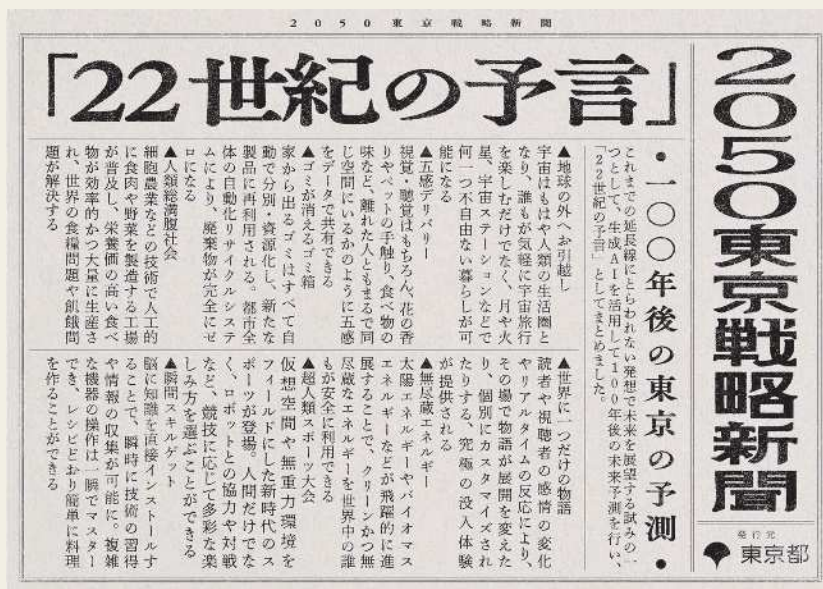 2050東京戦略新聞
2050東京戦略新聞
発行元
東京都
「22世紀の予言」
・一〇〇年後の東京の予測・
これまでの延長線にとらわれない発想で未来を展望する試みの一
つとして、生成AIを活用して100年後の未来予測を行い、
「22世紀の予言」としてまとめました。
▲地球の外へお引越し
宇宙はもはや人類の生活圏と
なり、誰もが気軽に宇宙旅行
を楽しむだけでなく、月や火
星、宇宙ステーションなどで
何一つ不自由ない暮らしが可
能になる
▲五感デリバリー
視覚・聴覚はもちろん、花の香
りやペットの手触り、食べ物の
味など、離れた人ともまるで同
じ空間にいるかのように五感
をデータで共有できる
▲ゴミが消えるゴミ箱
家から出るゴミはすべて自
動で分別・資源化し、新たな
製品に再利用される。都市全
体の自動化リサイクルシステ
ムにより、廃棄物が完全にゼ
ロになる
▲人類総満腹社会
細胞農業などの技術で人工的
に食肉や野菜を製造する工場
が普及し、栄養価の高い食べ
物が効率的かつ大量に生産さ
れ、世界の食糧問題や飢餓問
題が解決する
▲世界に一つだけの物語
読者や視聴者の感情の変化
やリアルタイムの反応により、
その場で物語が展開を変えた
り、個別にカスタマイズされ
たりする、究極の没入体験
が提供される
▲無尽蔵エネルギー
太陽エネルギーやバイオマス
エネルギーなどが飛躍的に進
展することで、クリーンかつ無
尽蔵なエネルギーを世界中の誰
もが安全に利用できる
▲超人類スポーツ大会
仮想空間や無重力環境を
フィールドにした新時代のス
ポーツが登場。人間だけでな
く、ロボットとの協力や対戦
など、競技に応じて多彩な楽
しみ方を選ぶことができる
▲瞬間スキルゲット
脳に知識を直接インストールす
ることで、瞬時に技術の習得
や情報の収集が可能に。複雑
な機器の操作は一瞬でマスター
でき、レシピどおり簡単に料理
を作ることができる